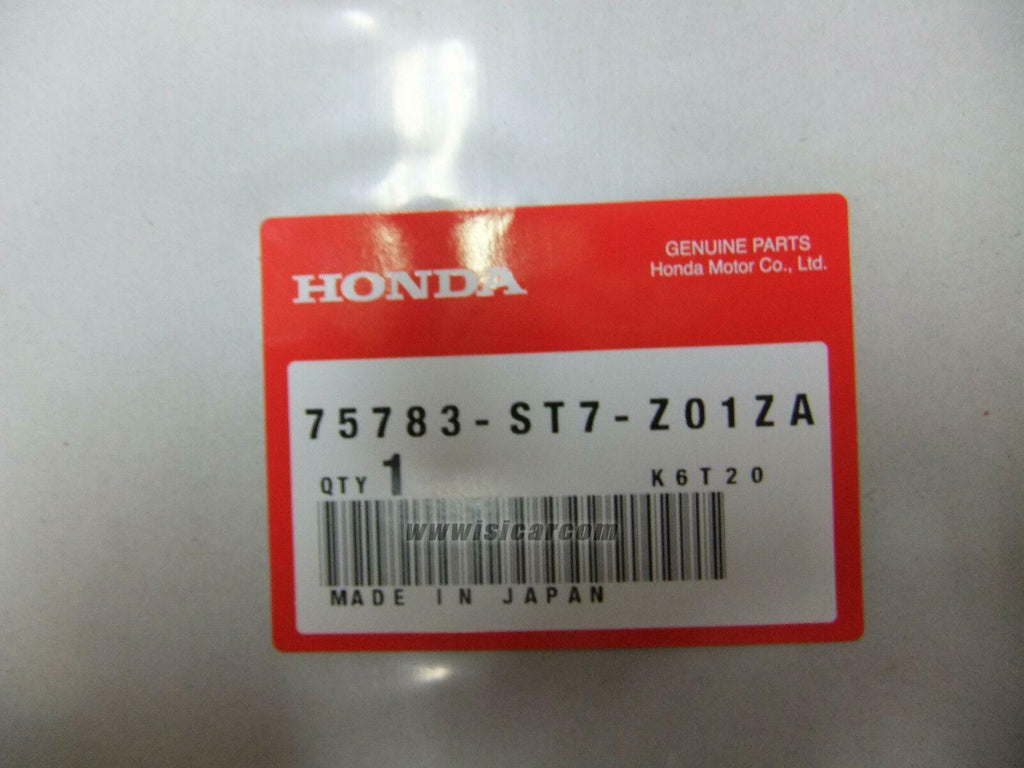 HONDA
GENUINE PARTS
Honda Motor Co., Ltd.
75783-ST7-Z01ZA
QTY 1
K6T20
wwwisicarcom
MADE IN JAPAN